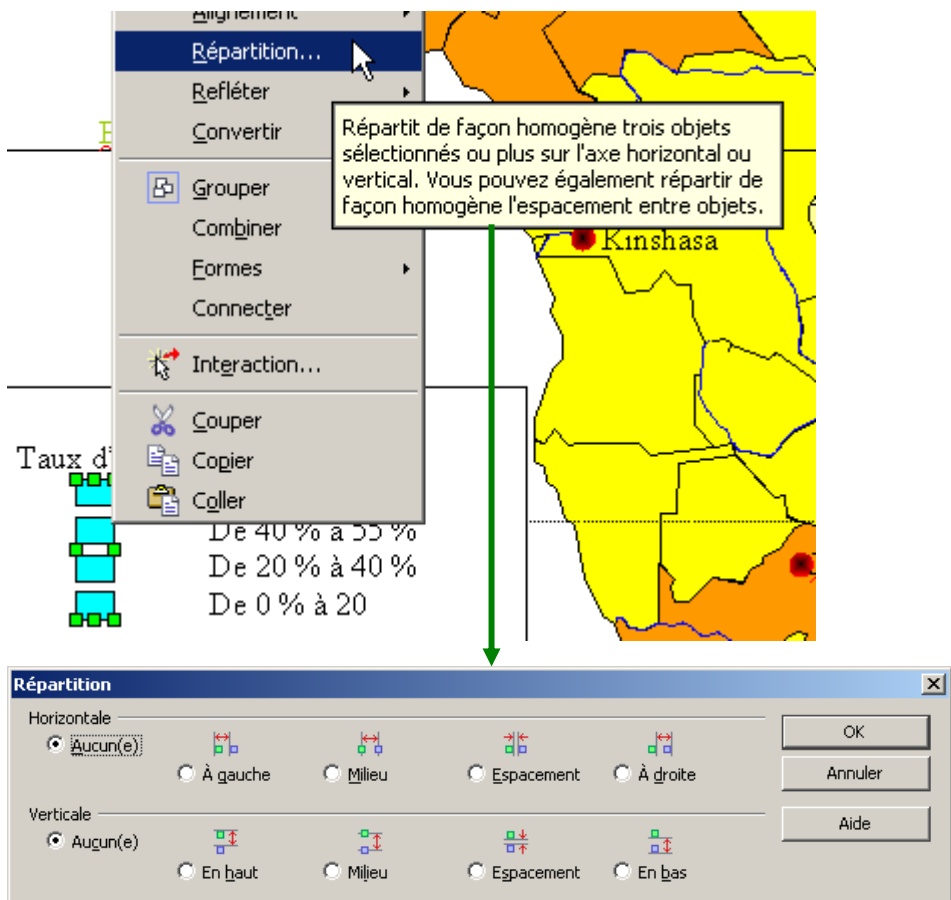 Alignement
Répartition...
Refléter
Convertir
Répartit de façon homogène trois objets
sélectionnés ou plus sur l'axe horizontal ou
vertical. Vous pouvez également répartir de
façon homogène l'espacement entre objets.
Grouper
Combiner
Formes
Connecter
Interaction...
Couper
Copier
Coller
Kinshasa
Taux d'
De 40 % à 55 %
De 20 % à 40 %
De 0 % à 20
Répartition
Horizontale
Aucun(e)
À gauche
Milieu
Espacement
À droite
Verticale
Aucun(e)
En haut
Milieu
Espacement
En bas
OK
Annuler
Aide